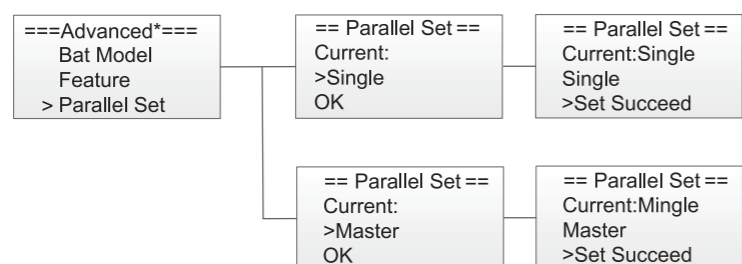 ===Advanced*===
Bat Model
Feature
> Parallel Set
== Parallel Set ==
Current:
>Single
OK
== Parallel Set ==
Current:Single
Single
>Set Succeed
== Parallel Set ==
Current:
>Master
OK
== Parallel Set ==
Current:Mingle
Master
>Set Succeed